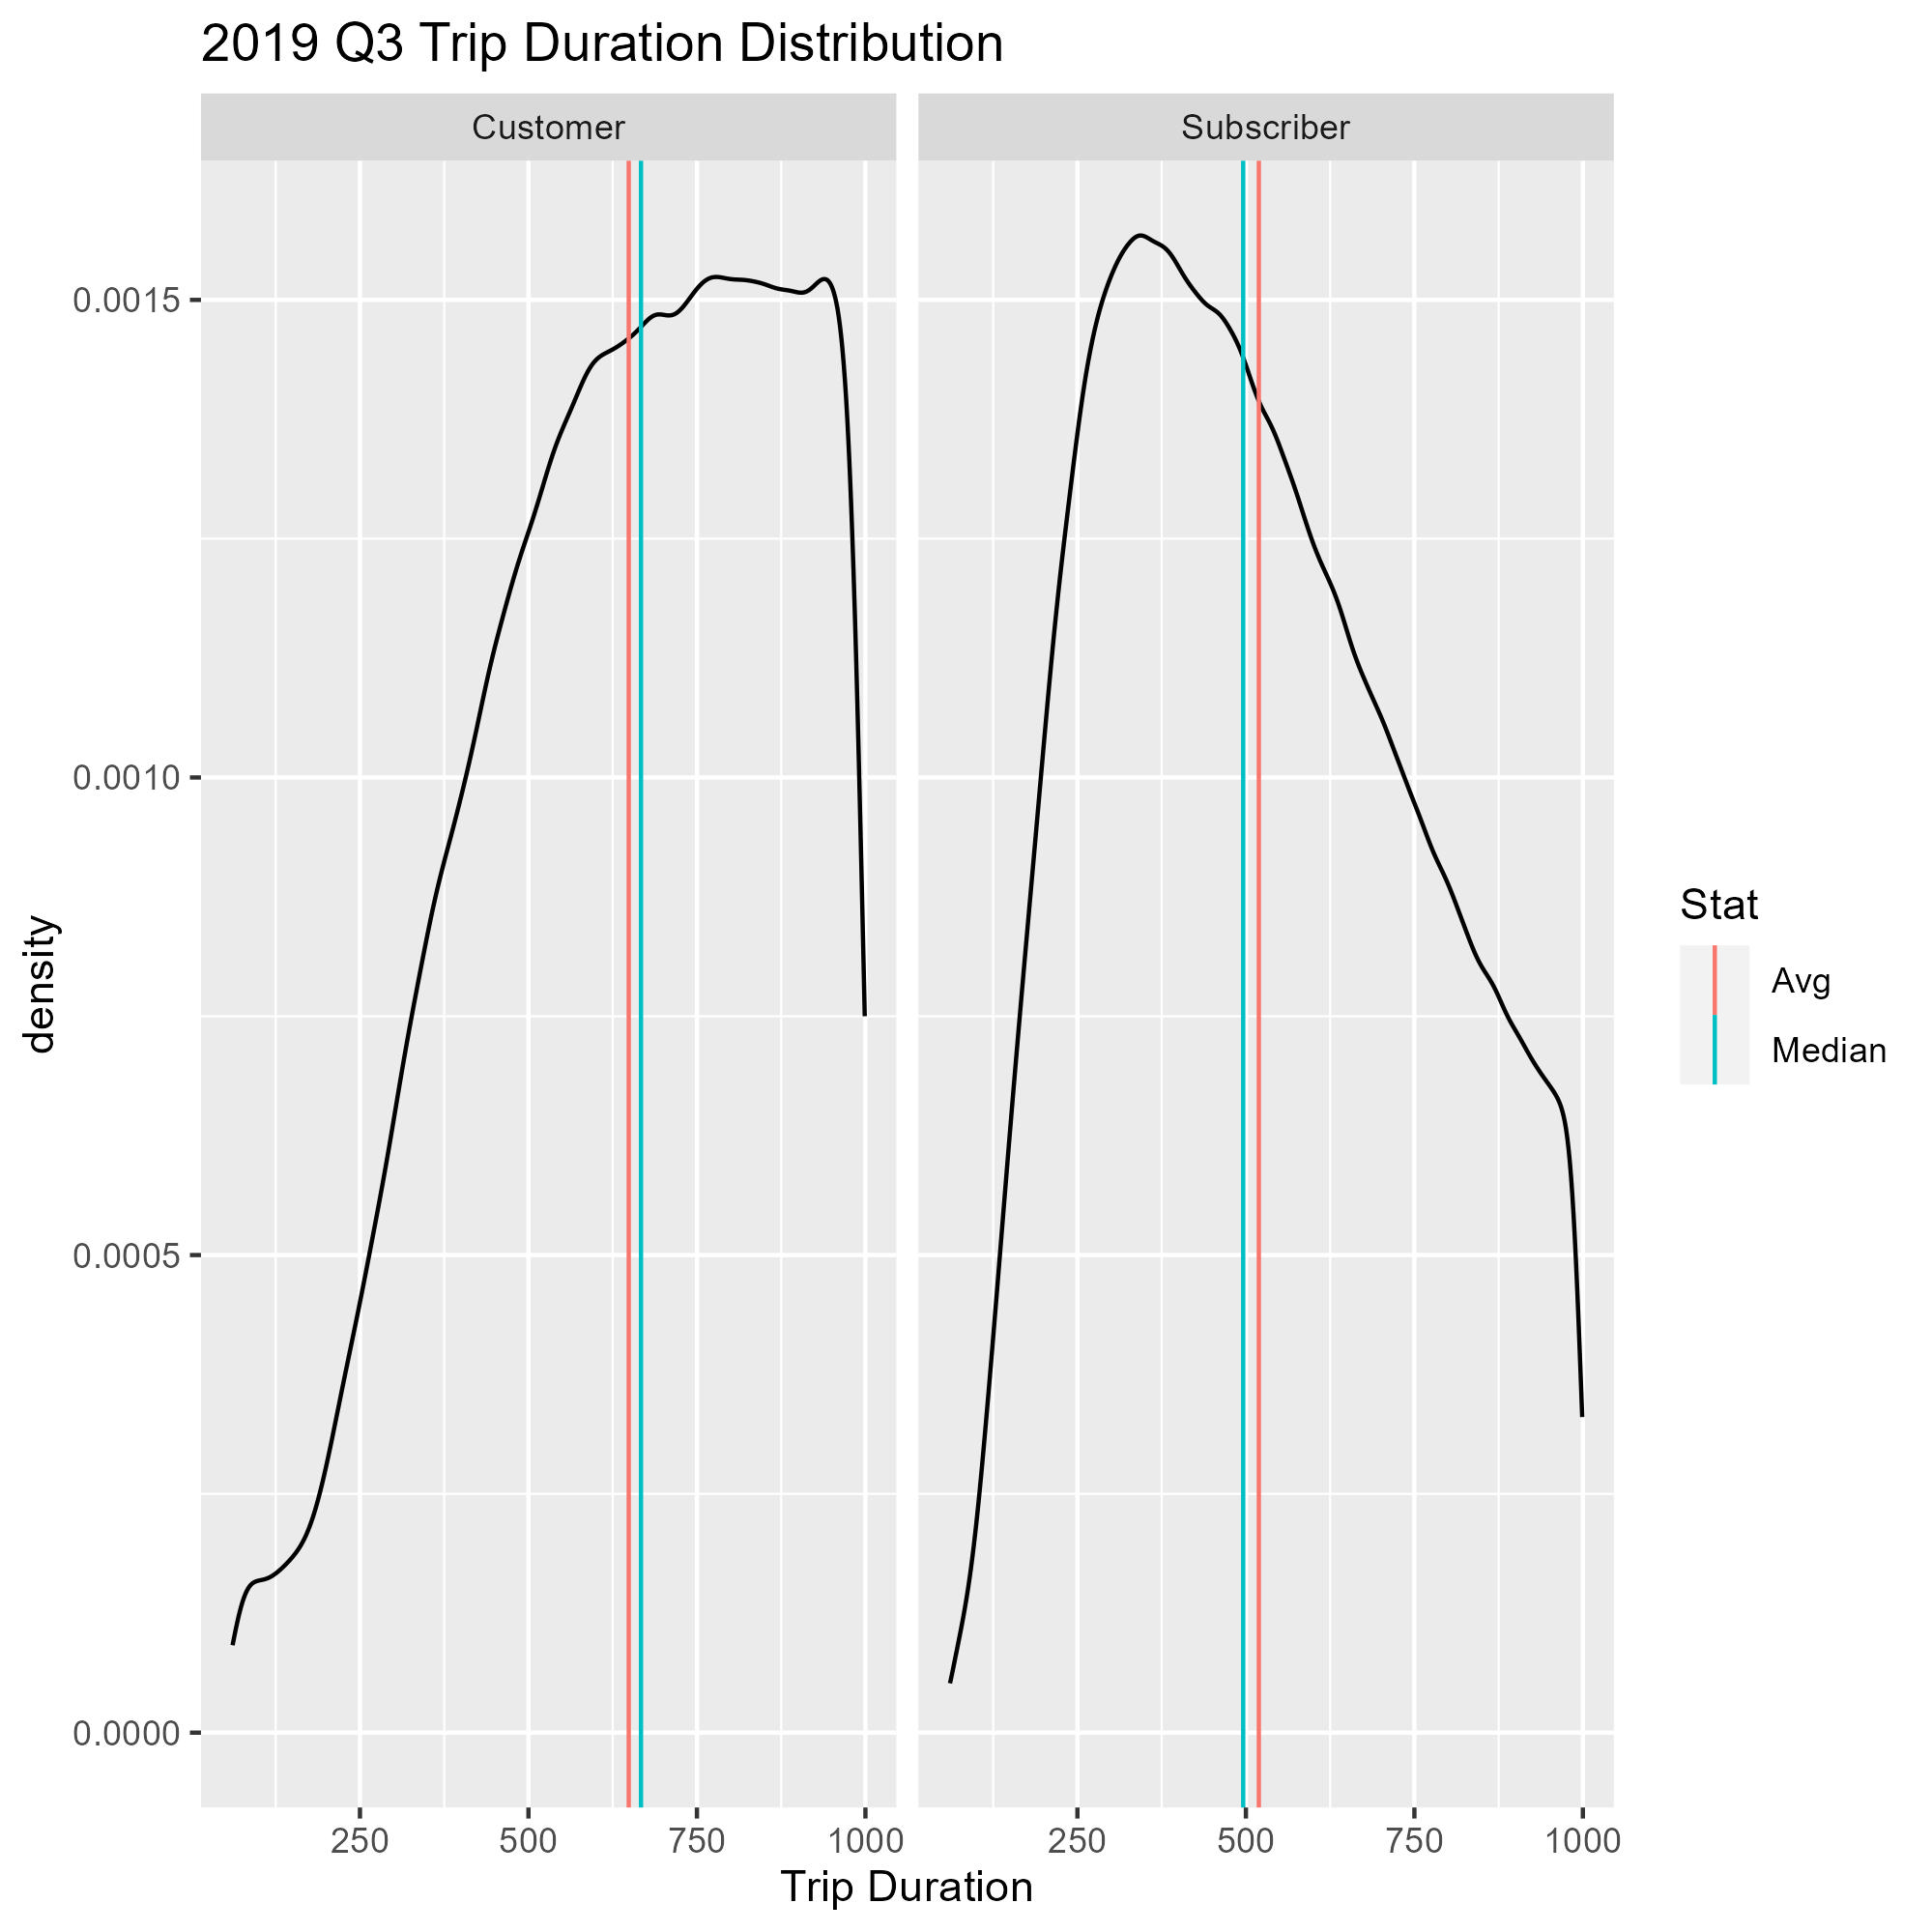 2019 Q3 Trip Duration Distribution
Customer
Subscriber
0.0015
0.0010
0.0005
0.0000
density
250 500 750 1000
250 500 750 1000
Trip Duration
Stat
Avg
Median